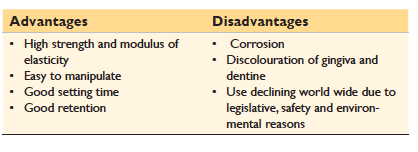 Advantages
• High strength and modulus of
elasticity
• Easy to manipulate
• Good setting time
• Good retention
Disadvantages
• Corrosion
• Discolouration of gingiva and
dentine
• Use declining world wide due to
legislative, safety and environ-
mental reasons